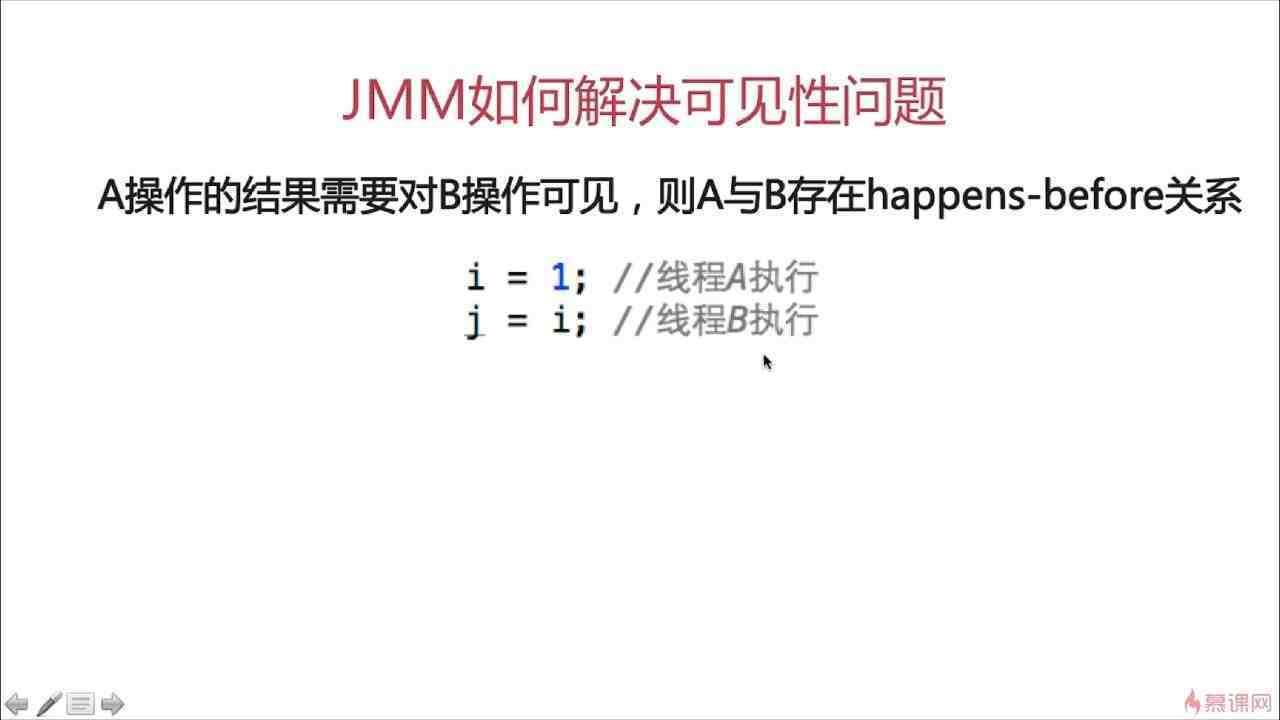 JMM如何解决可见性问题
A操作的结果需要对B操作可见，则A与B存在happens-before关系
i = 1; //线程A执行
j = i; //线程B执行
慕课网